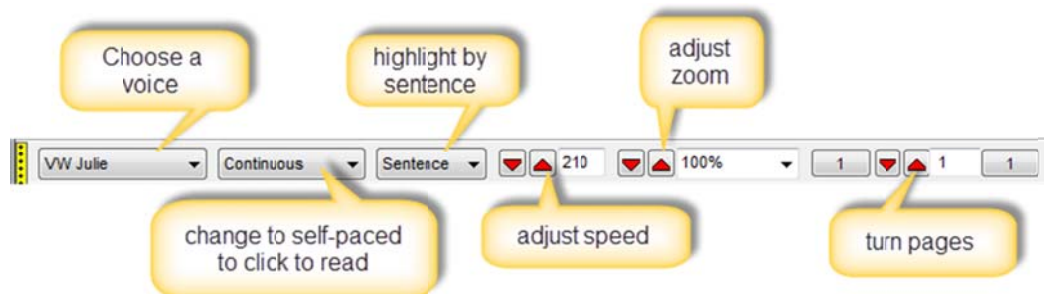 Choose a
voice
highlight by
sentence
adjust
zoom
VW Julie
Continuous
Sentence
210
100%
1
1
1
change to self-paced
to click to read
adjust speed
turn pages